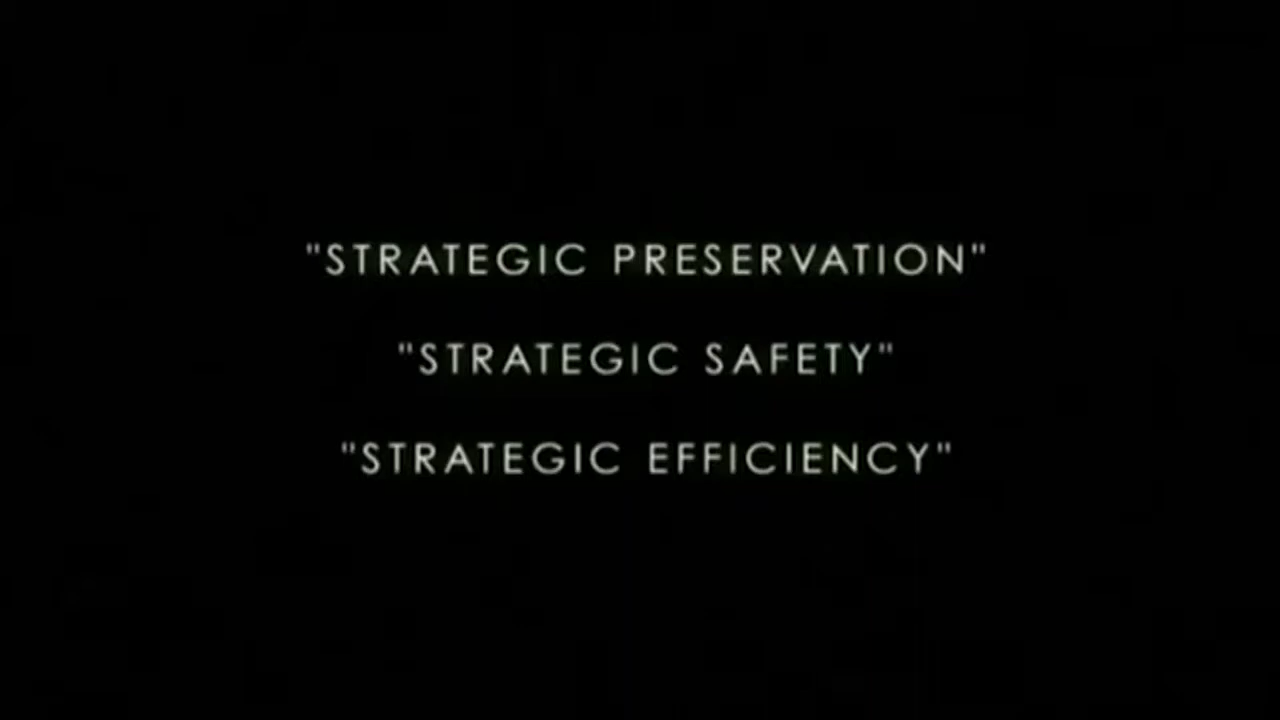 "STRATEGIC PRESERVATION"
"STRATEGIC SAFETY"
"STRATEGIC EFFICIENCY"